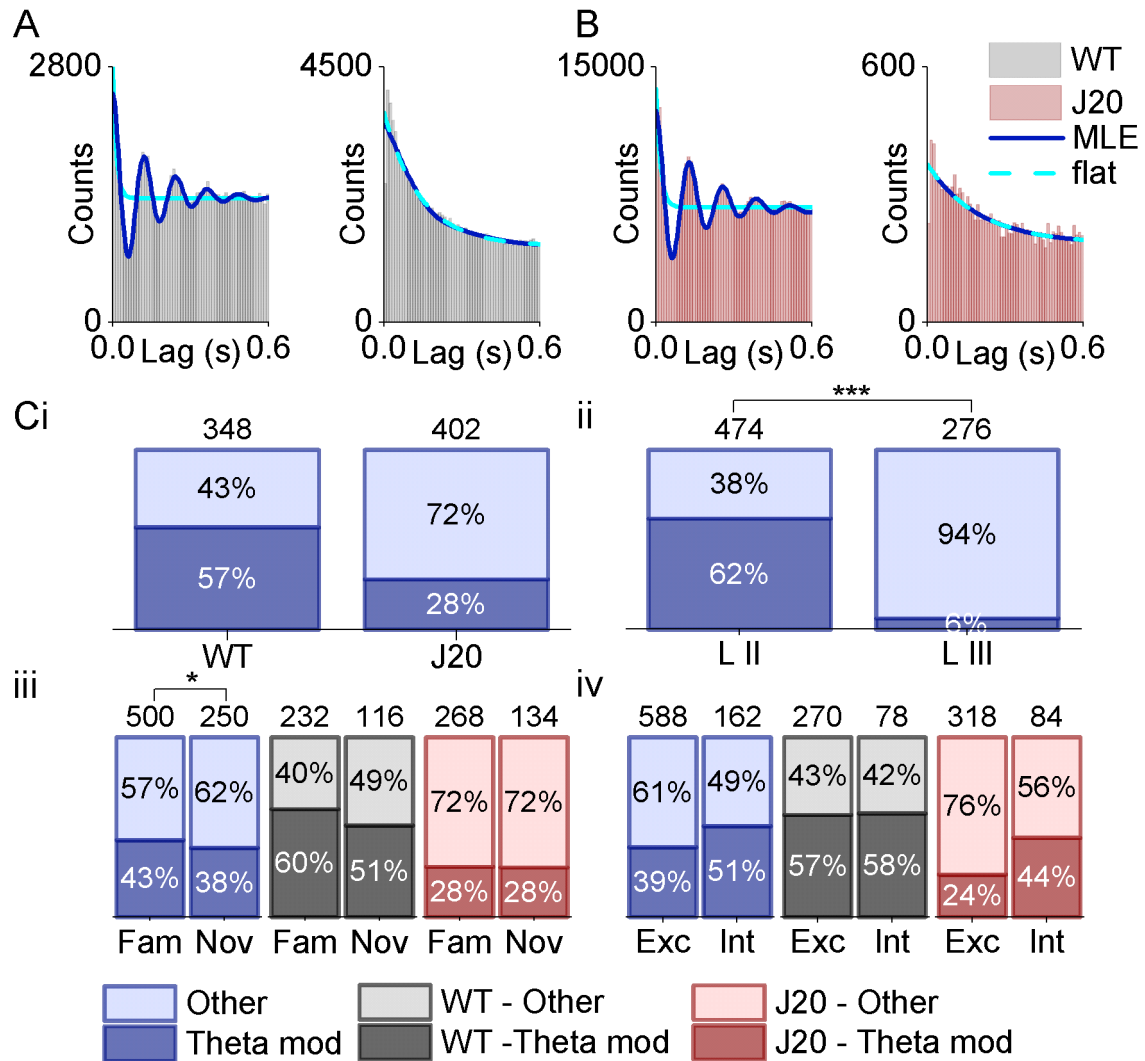 A
B
2800
4500
15000
600
WT
J20
MLE
flat
Counts
Counts
Counts
Counts
0
0
0
0
0.0 Lag (s) 0.6
0.0 Lag (s) 0.6
0.0 Lag (s) 0.6
0.0 Lag (s) 0.6
Ci
348
402
43%
72%
57%
28%
WT
J20
ii
***
474
276
38%
94%
62%
6%
L II
L III
iii
*
500 250 232 116 268 134
57% 62% 40% 49% 72% 72%
43% 38% 60% 51% 28% 28%
Fam Nov Fam Nov Fam Nov
iv
588 162 270 78 318 84
61% 49% 43% 42% 76% 56%
39% 51% 57% 58% 24% 44%
Exc Int Exc Int Exc Int
Other
Theta mod
WT - Other
WT -Theta mod
J20 - Other
J20 - Theta mod